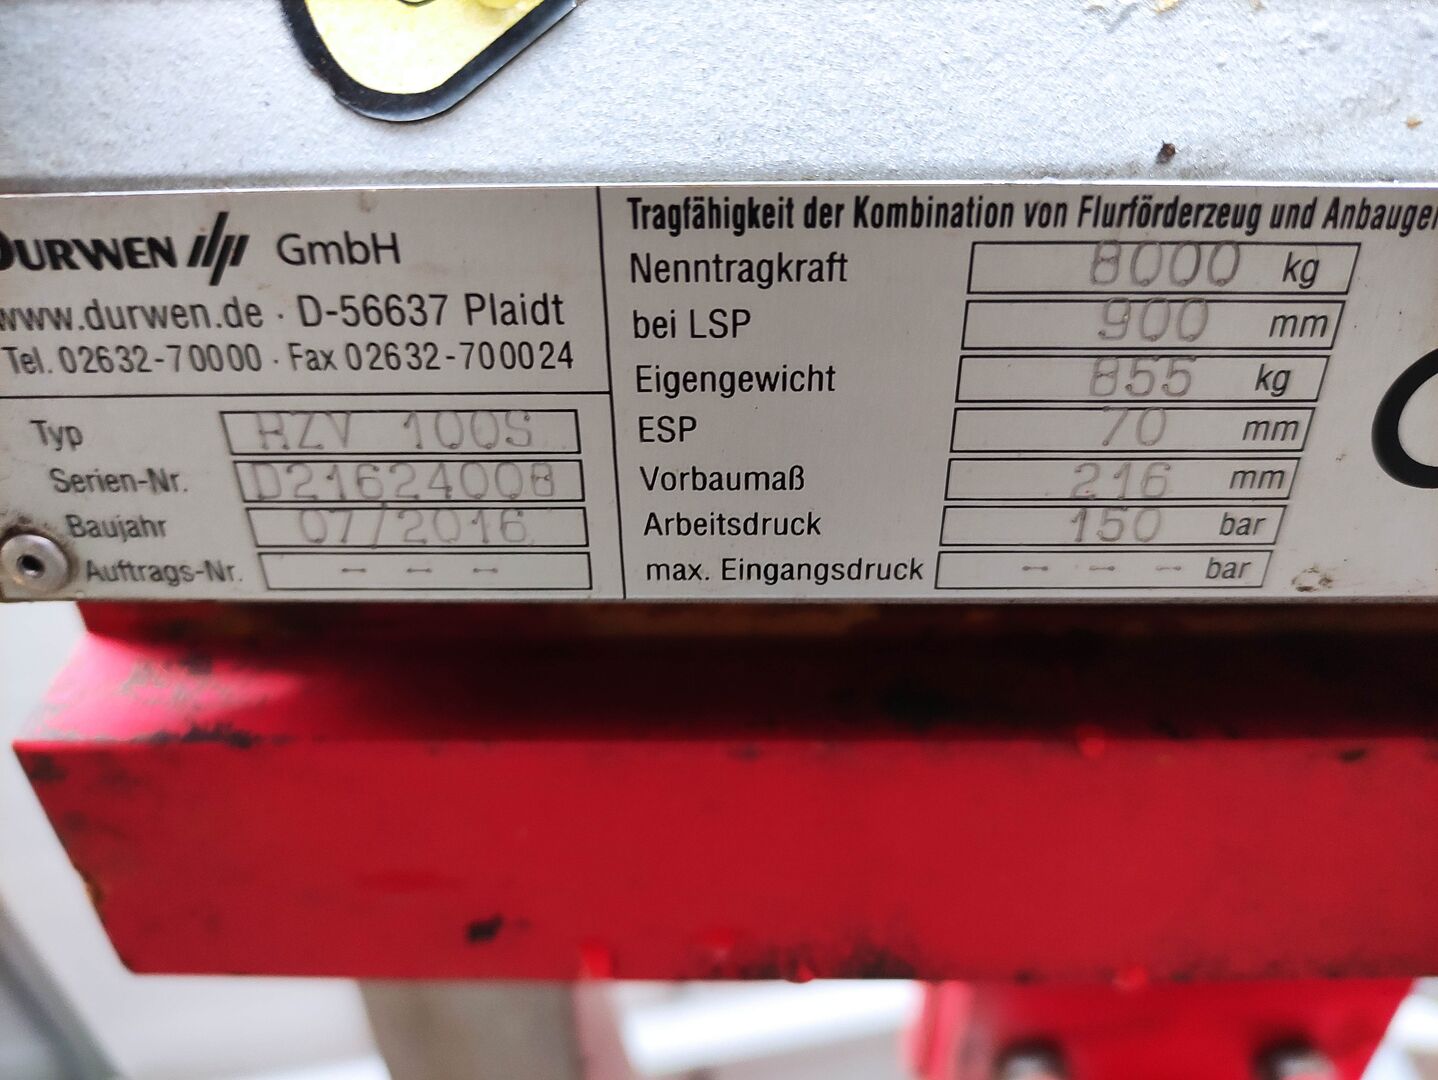 DURWEN GmbH
www.durwen.de · D-56637 Plaidt
Tel. 02632-70000 · Fax 02632-700024
Typ RZV 100S
Serien-Nr. D21624008
Baujahr 07/2016
Auftrags-Nr. - - -
Tragfähigkeit der Kombination von Flurförderzeug und Anbauger
Nenntragkraft 8000 kg
bei LSP 900 mm
Eigengewicht 855 kg
ESP 70 mm
Vorbaumaß 216 mm
Arbeitsdruck 150 bar
max. Eingangsdruck - - - bar